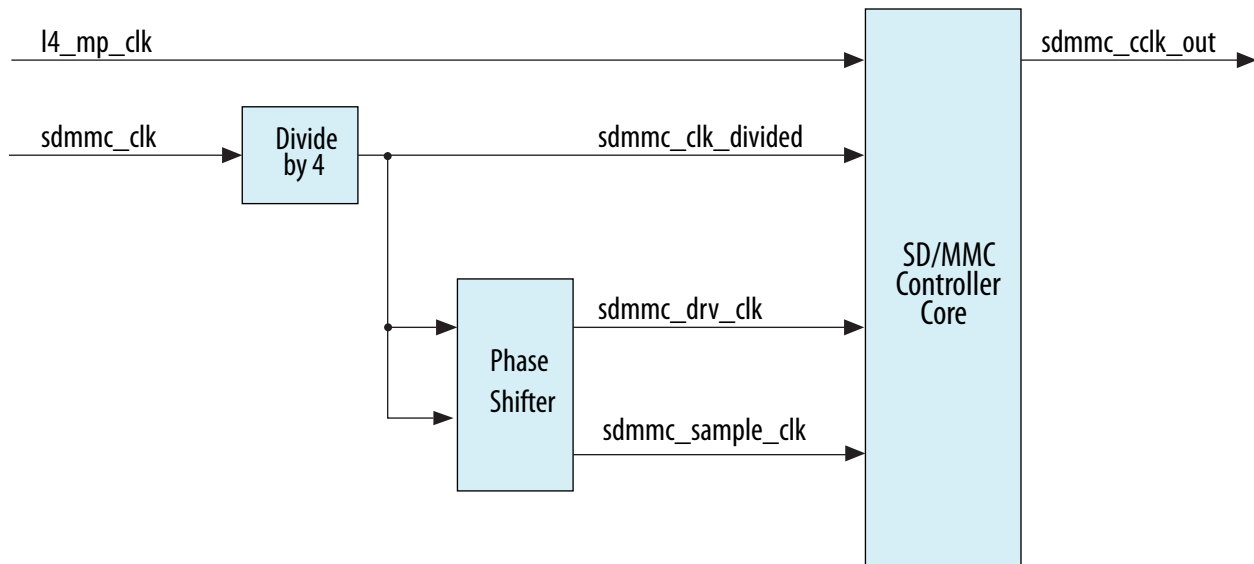 l4_mp_clk
sdmmc_cclk_out
sdmmc_clk
Divide
by 4
sdmmc_clk_divided
SD/MMC
Controller
Core
sdmmc_drv_clk
Phase
Shifter
sdmmc_sample_clk